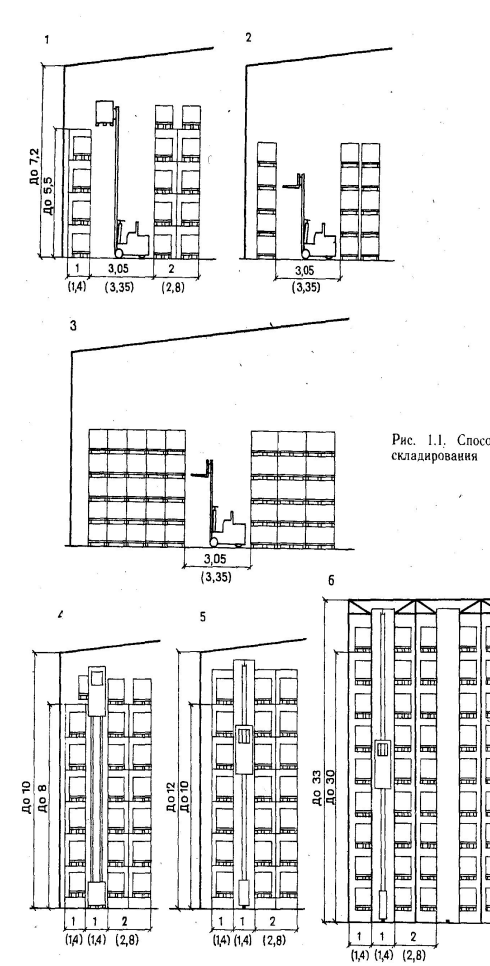 1
2
До 7,2
До 5,5
1 3,05 2
(1,4) (3,35) (2,8)
3,05
(3,35)
3
Рис. 1.1. Спосо
складирования
3,05
(3,35)
4
5
6
До 10
До 8
До 12
До 10
До 33
До 30
1 1 2
(1,4) (1,4) (2,8)
1 1 2
(1,4) (1,4) (2,8)
1 1 2
(1,4) (1,4) (2,8)